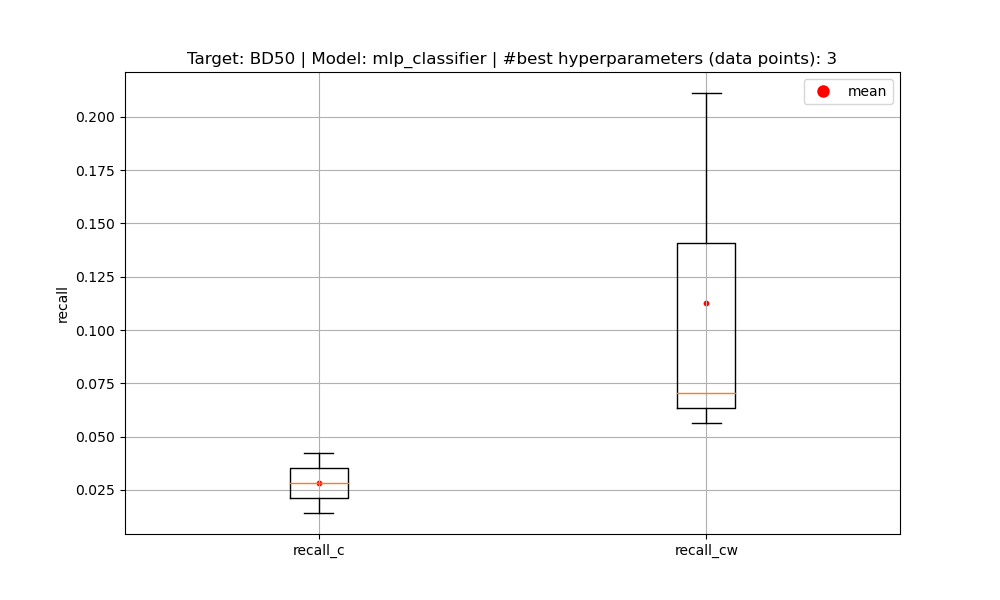 Target: BD50 | Model: mlp_classifier | #best hyperparameters (data points): 3
mean
0.200
0.175
0.150
0.125
0.100
0.075
0.050
0.025
recall
recall_c
recall_cw